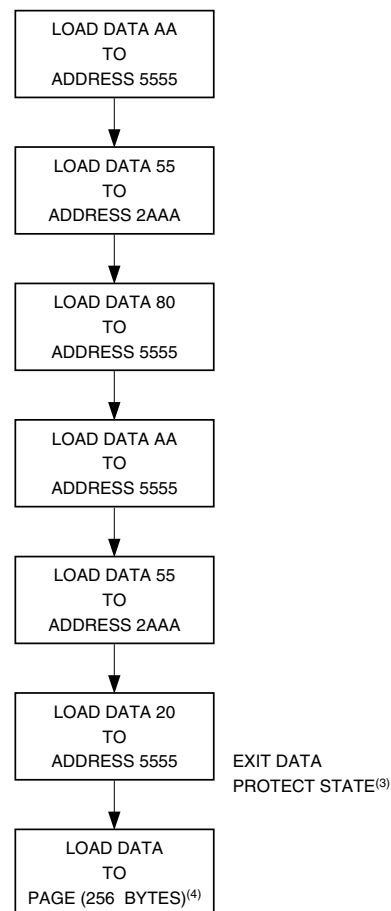 LOAD DATA AA
TO
ADDRESS 5555
LOAD DATA 55
TO
ADDRESS 2AAA
LOAD DATA 80
TO
ADDRESS 5555
LOAD DATA AA
TO
ADDRESS 5555
LOAD DATA 55
TO
ADDRESS 2AAA
LOAD DATA 20
TO
ADDRESS 5555
EXIT DATA
PROTECT STATE(3)
LOAD DATA
TO
PAGE (256 BYTES)(4)